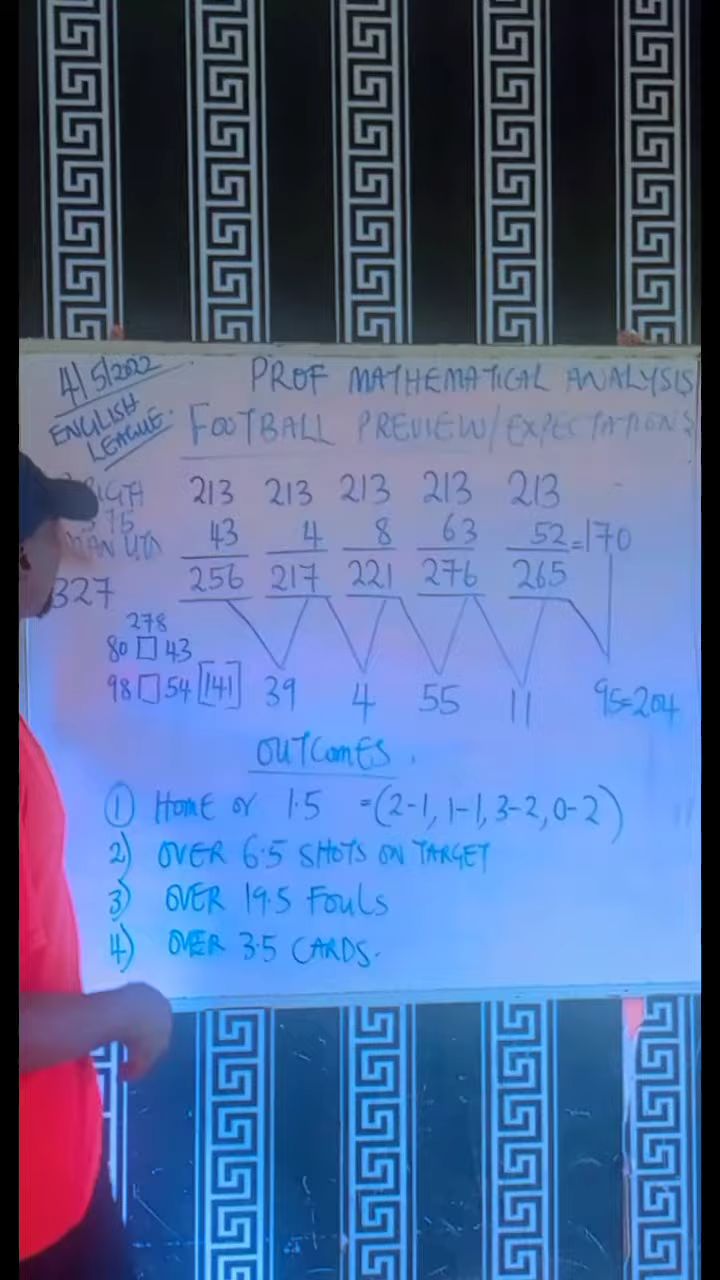 4/5/2022
PROF MATHEMATICAL ANALYSIS
ENGLISH LEAGUE.
FOOTBALL PREVIEW/EXPECTATIONS
213 213 213 213 213
43 4 8 63 52=170
MAN UTD
256 217 221 276 265
327
278
80 □ 43
98 □ 54 [141] 39 4 55 11 95=204
OUTCOMES.
① HOME or 1.5 =(2-1, 1-1, 3-2, 0-2)
2) OVER 6.5 SHOTS ON TARGET
3) OVER 19.5 FOULS
4) OVER 3.5 CARDS.